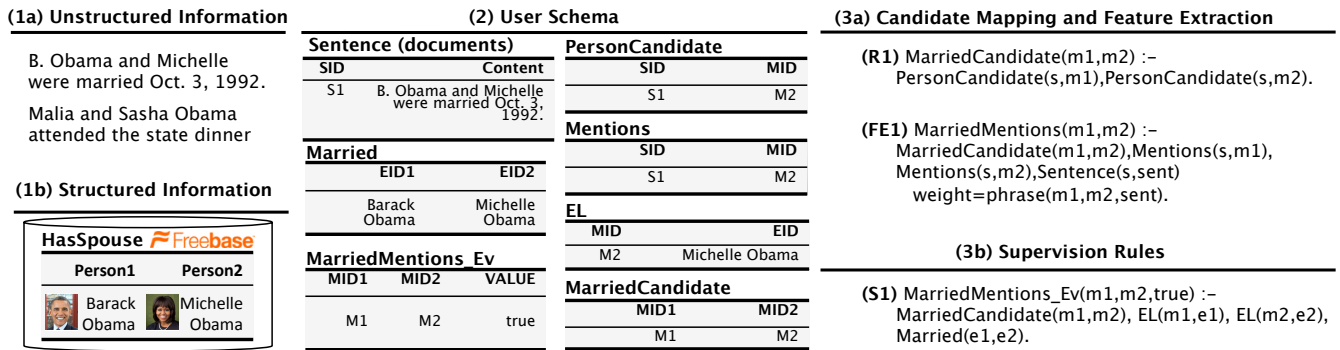 (1a) Unstructured Information
B. Obama and Michelle
were married Oct. 3, 1992.
Malia and Sasha Obama
attended the state dinner
(1b) Structured Information
HasSpouse Freebase
Person1 Person2
Barack Michelle
Obama Obama
(2) User Schema
Sentence (documents)
SID Content
S1 B. Obama and Michelle
were married Oct. 3,
1992.
Married
EID1 EID2
Barack Michelle
Obama Obama
MarriedMentions_Ev
MID1 MID2 VALUE
M1 M2 true
PersonCandidate
SID MID
S1 M2
Mentions
SID MID
S1 M2
EL
MID EID
M2 Michelle Obama
MarriedCandidate
MID1 MID2
M1 M2
(3a) Candidate Mapping and Feature Extraction
(R1) MarriedCandidate(m1,m2) :-
PersonCandidate(s,m1),PersonCandidate(s,m2).
(FE1) MarriedMentions(m1,m2) :-
MarriedCandidate(m1,m2),Mentions(s,m1),
Mentions(s,m2),Sentence(s,sent)
weight=phrase(m1,m2,sent).
(3b) Supervision Rules
(S1) MarriedMentions_Ev(m1,m2,true) :-
MarriedCandidate(m1,m2), EL(m1,e1), EL(m2,e2),
Married(e1,e2).